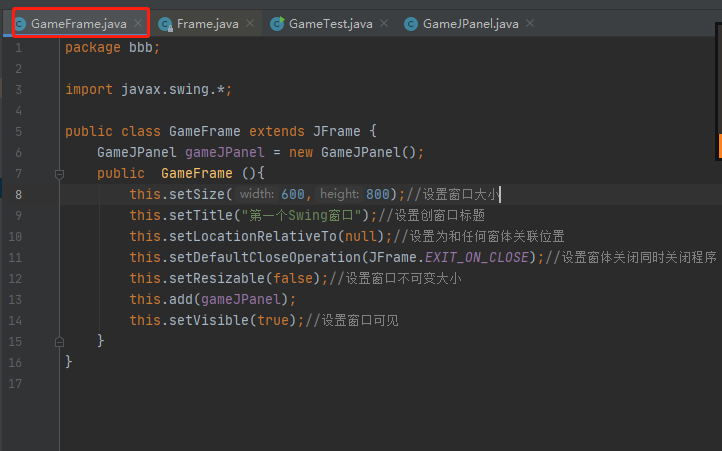 GameFrame.java Frame.java GameTest.java GameJPanel.java
1 package bbb;
2
3 import javax.swing.*;
4
5 public class GameFrame extends JFrame {
6 GameJPanel gameJPanel = new GameJPanel();
7 public  GameFrame (){
8 this.setSize( width: 600, height: 800);//设置窗口大小
9 this.setTitle("第一个Swing窗口");//设置创窗口标题
10 this.setLocationRelativeTo(null);//设置为和任何窗体关联位置
11 this.setDefaultCloseOperation(JFrame.EXIT_ON_CLOSE);//设置窗体关闭同时关闭程序
12 this.setResizable(false);//设置窗口不可变大小
13 this.add(gameJPanel);
14 this.setVisible(true);//设置窗口可见
15 }
16 }
17